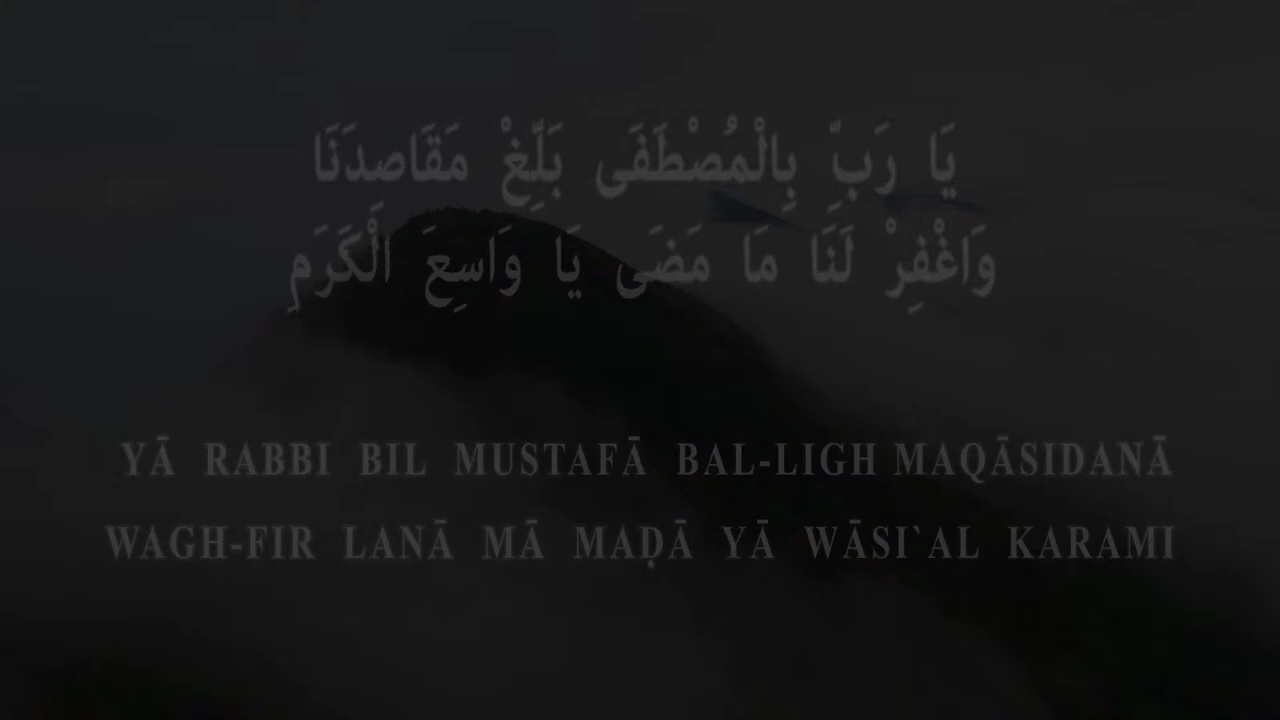 يَا رَبِّ بِالْمُصْطَفَى بَلِّغْ مَقَاصِدَنَا
وَاغْفِرْ لَنَا مَا مَضَى يَا وَاسِعَ الْكَرَمِ
YĀ RABBI BIL MUSTAFĀ BAL-LIGH MAQĀSIDANĀ
WAGH-FIR LANĀ MĀ MAḌĀ YĀ WĀSI`AL KARAMI